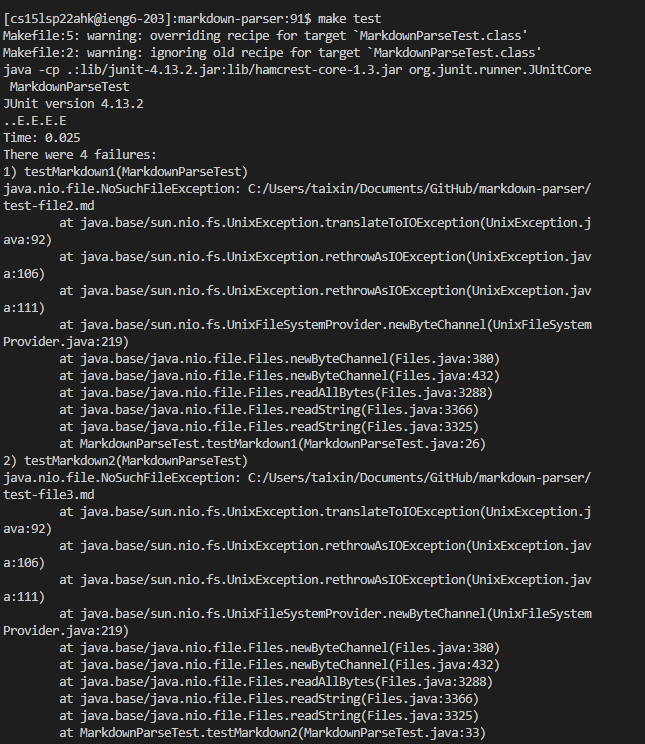 [cs15lsp22ahk@ieng6-203]:markdown-parser:91$ make test
Makefile:5: warning: overriding recipe for target `MarkdownParseTest.class'
Makefile:2: warning: ignoring old recipe for target `MarkdownParseTest.class'
java -cp .:lib/junit-4.13.2.jar:lib/hamcrest-core-1.3.jar org.junit.runner.JUnitCore
 MarkdownParseTest
JUnit version 4.13.2
..E.E.E.E
Time: 0.025
There were 4 failures:
1) testMarkdown1(MarkdownParseTest)
java.nio.file.NoSuchFileException: C:/Users/taixin/Documents/GitHub/markdown-parser/
test-file2.md
        at java.base/sun.nio.fs.UnixException.translateToIOException(UnixException.j
ava:92)
        at java.base/sun.nio.fs.UnixException.rethrowAsIOException(UnixException.jav
a:106)
        at java.base/sun.nio.fs.UnixException.rethrowAsIOException(UnixException.jav
a:111)
        at java.base/sun.nio.fs.UnixFileSystemProvider.newByteChannel(UnixFileSystem
Provider.java:219)
        at java.base/java.nio.file.Files.newByteChannel(Files.java:380)
        at java.base/java.nio.file.Files.newByteChannel(Files.java:432)
        at java.base/java.nio.file.Files.readAllBytes(Files.java:3288)
        at java.base/java.nio.file.Files.readString(Files.java:3366)
        at java.base/java.nio.file.Files.readString(Files.java:3325)
        at MarkdownParseTest.testMarkdown1(MarkdownParseTest.java:26)
2) testMarkdown2(MarkdownParseTest)
java.nio.file.NoSuchFileException: C:/Users/taixin/Documents/GitHub/markdown-parser/
test-file3.md
        at java.base/sun.nio.fs.UnixException.translateToIOException(UnixException.j
ava:92)
        at java.base/sun.nio.fs.UnixException.rethrowAsIOException(UnixException.jav
a:106)
        at java.base/sun.nio.fs.UnixException.rethrowAsIOException(UnixException.jav
a:111)
        at java.base/sun.nio.fs.UnixFileSystemProvider.newByteChannel(UnixFileSystem
Provider.java:219)
        at java.base/java.nio.file.Files.newByteChannel(Files.java:380)
        at java.base/java.nio.file.Files.newByteChannel(Files.java:432)
        at java.base/java.nio.file.Files.readAllBytes(Files.java:3288)
        at java.base/java.nio.file.Files.readString(Files.java:3366)
        at java.base/java.nio.file.Files.readString(Files.java:3325)
        at MarkdownParseTest.testMarkdown2(MarkdownParseTest.java:33)